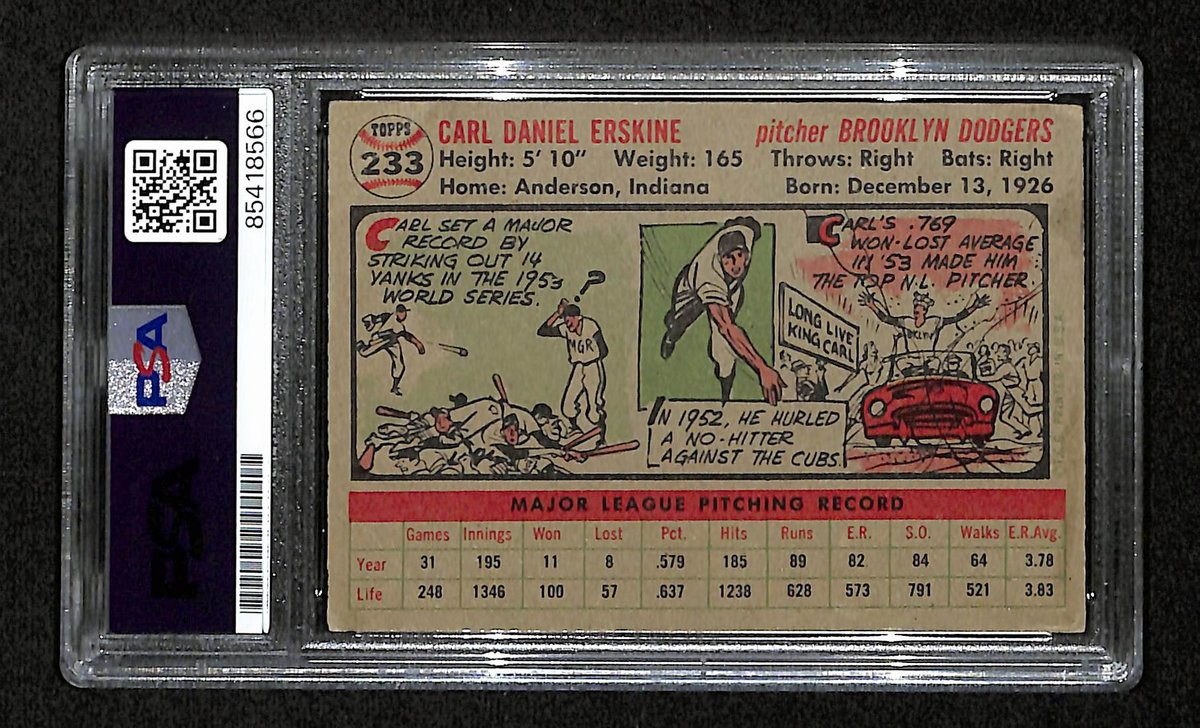 85418566
PSA
PSA
TOPPS
233
CARL DANIEL ERSKINE pitcher BROOKLYN DODGERS
Height: 5' 10" Weight: 165 Throws: Right Bats: Right
Home: Anderson, Indiana Born: December 13, 1926
CARL SET A MAJOR
RECORD BY
STRIKING OUT 14
YANKS IN THE 1953
WORLD SERIES.
?
MGR
IN 1952, HE HURLED
A NO-HITTER
AGAINST THE CUBS.
CARL'S .769
WON-LOST AVERAGE
IN '53 MADE HIM
THE TOP N.L. PITCHER
LONG LIVE
KING CARL
MAJOR LEAGUE PITCHING RECORD
Games Innings Won Lost Pct. Hits Runs E.R. S.O. Walks E.R.Avg.
Year 31 195 11 8 .579 185 89 82 84 64 3.78
Life 248 1346 100 57 .637 1238 628 573 791 521 3.83